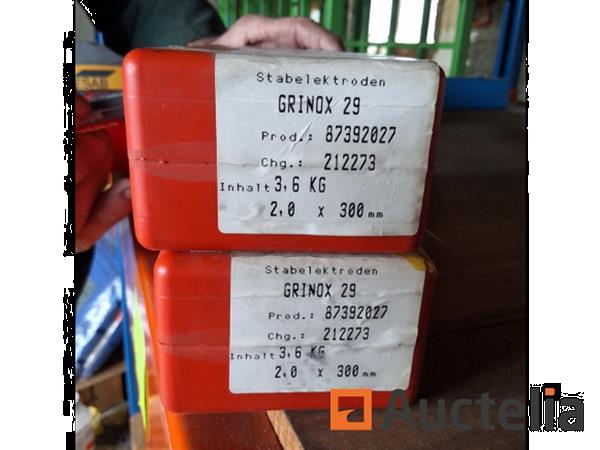 ESAB
Stabelektroden
GRINOX 29
Prod.: 87392027
Chg.: 212273
Inhalt 3,6 KG
2,0 x 300 mm
Stabelektroden
GRINOX 29
Prod.: 87392027
Chg.: 212273
Inhalt 3,6 KG
2,0 x 300 mm
Auctelia